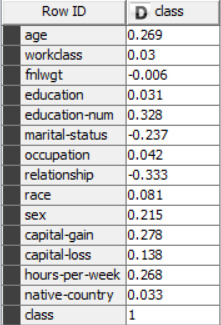 Row ID D class
age 0.269
workclass 0.03
fnlwgt -0.006
education 0.031
education-num 0.328
marital-status -0.237
occupation 0.042
relationship -0.333
race 0.081
sex 0.215
capital-gain 0.278
capital-loss 0.138
hours-per-week 0.268
native-country 0.033
class 1